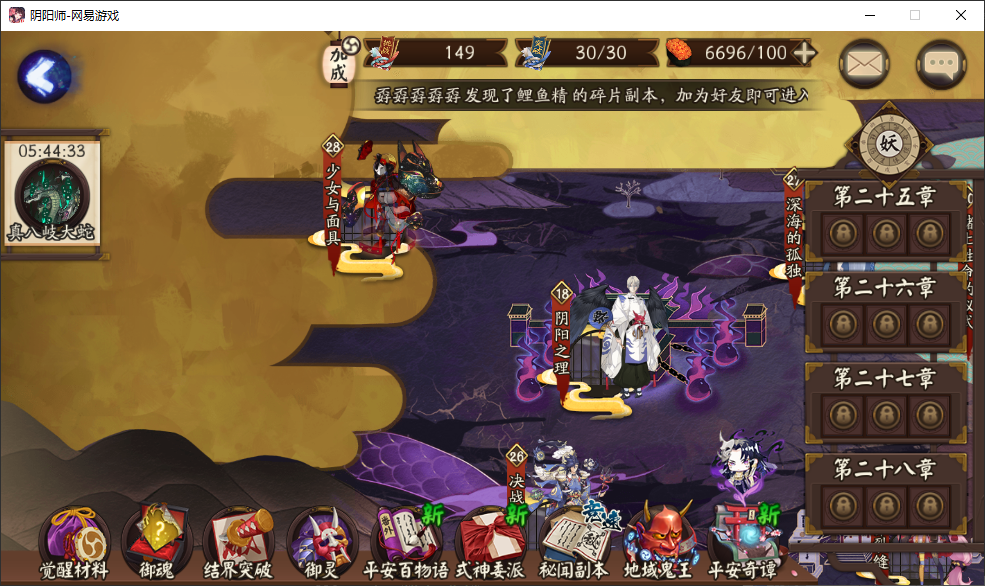 阴阳师-网易游戏
加成
挑战
149
突破
30/30
6696/100
孬孬孬孬孬 发现了鲤鱼精 的碎片副本，加为好友即可进入
05:44:33
真八岐大蛇
妖
28
少女与面具
深海的孤独
18
阴阳之理
新
26
决战
第二十五章
第二十六章
第二十七章
第二十八章
新
新
新
觉醒材料
御魂
结界突破
御灵
平安百物语
式神委派
秘闻副本
地域鬼王
平安奇谭